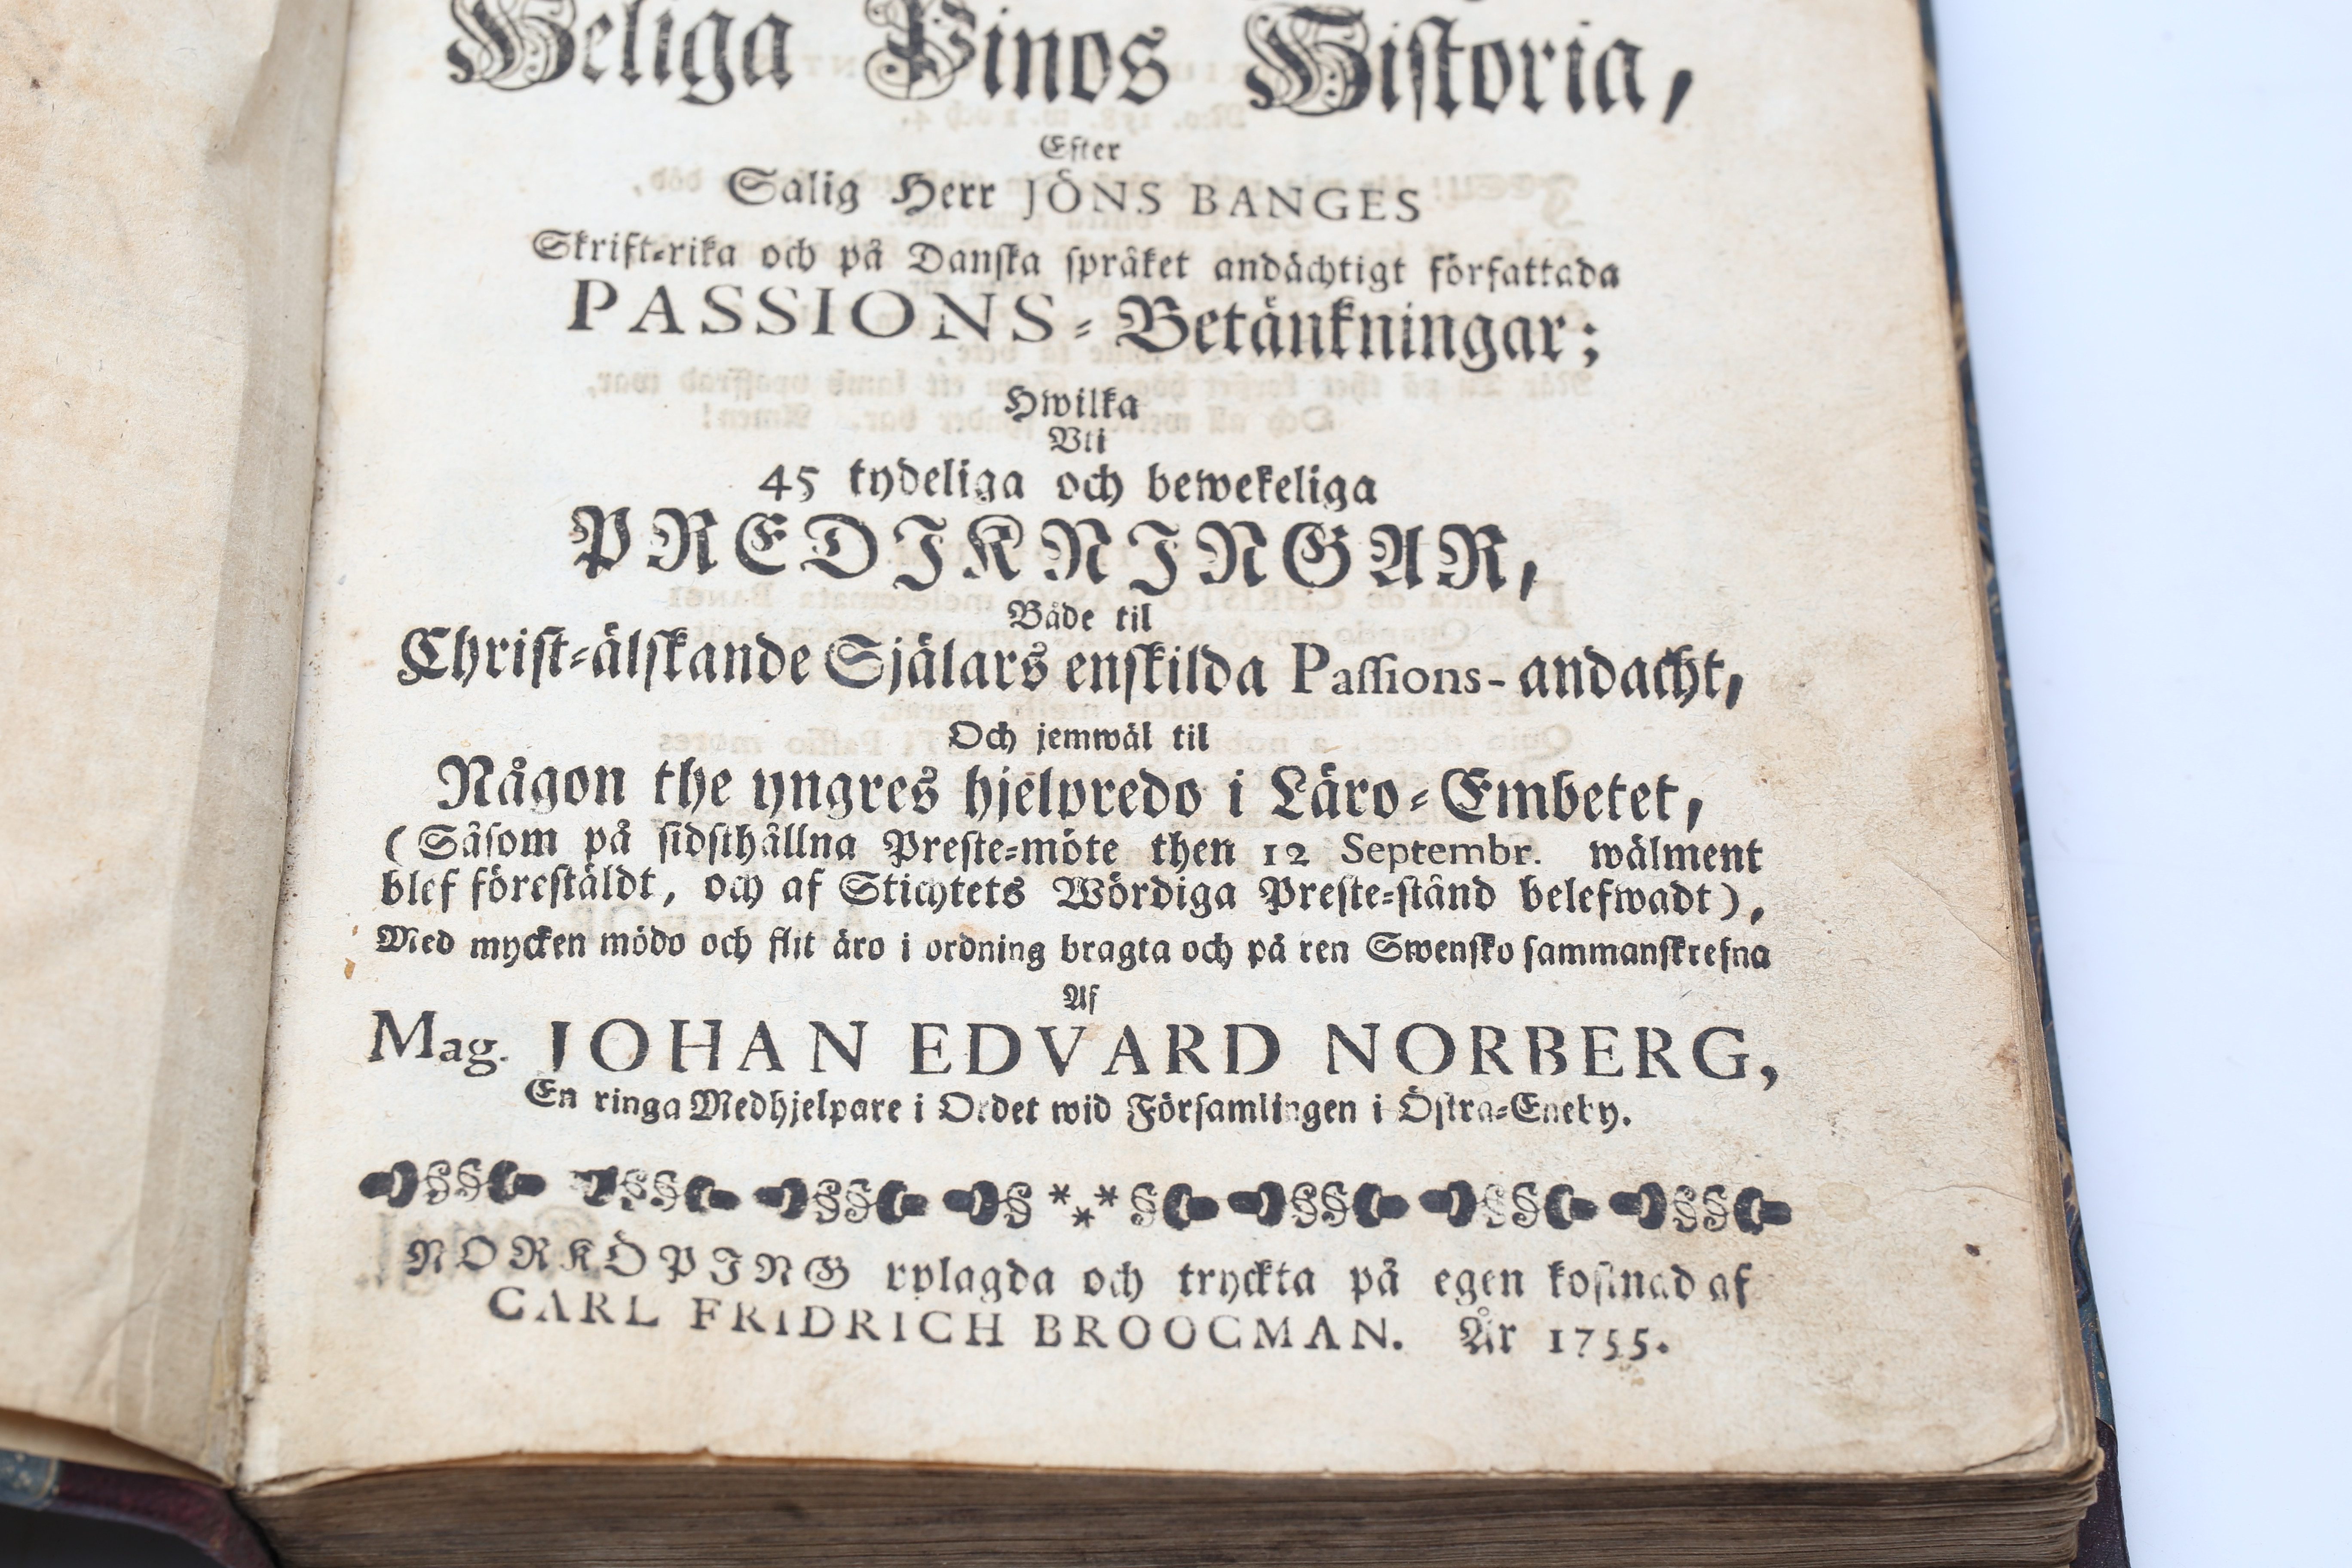 Heliga Pinos Historia,
Efter
Salig Herr JÖNS BANGES
Skrift-rika och på Danska språket andächtigt författada
PASSIONS-Betänkningar;
Hwilka
Uti
45 tydeliga och bewekeliga
PREDIKNINGAR,
Både til
Christ-älskande Själars enskilda Passions-andacht,
Och jemwäl til
Någon the yngres hjelpredo i Läro-Embetet,
(Såsom på sidsthållna Preste-möte then 12 Septembr. wälment
blef förestäldt, och af Stichtets Wördiga Preste-stånd belefwadt),
Med mycken mödo och flit äro i ordning bragta och på ren Swensko sammanskrefna
Af
Mag. JOHAN EDVARD NORBERG,
En ringa Medhjelpare i Ordet wid Församlingen i Östra-Eneby.
NORKÖPING uplagda och tryckta på egen kostnad af
CARL FRIDRICH BROOCMAN. År 1755.